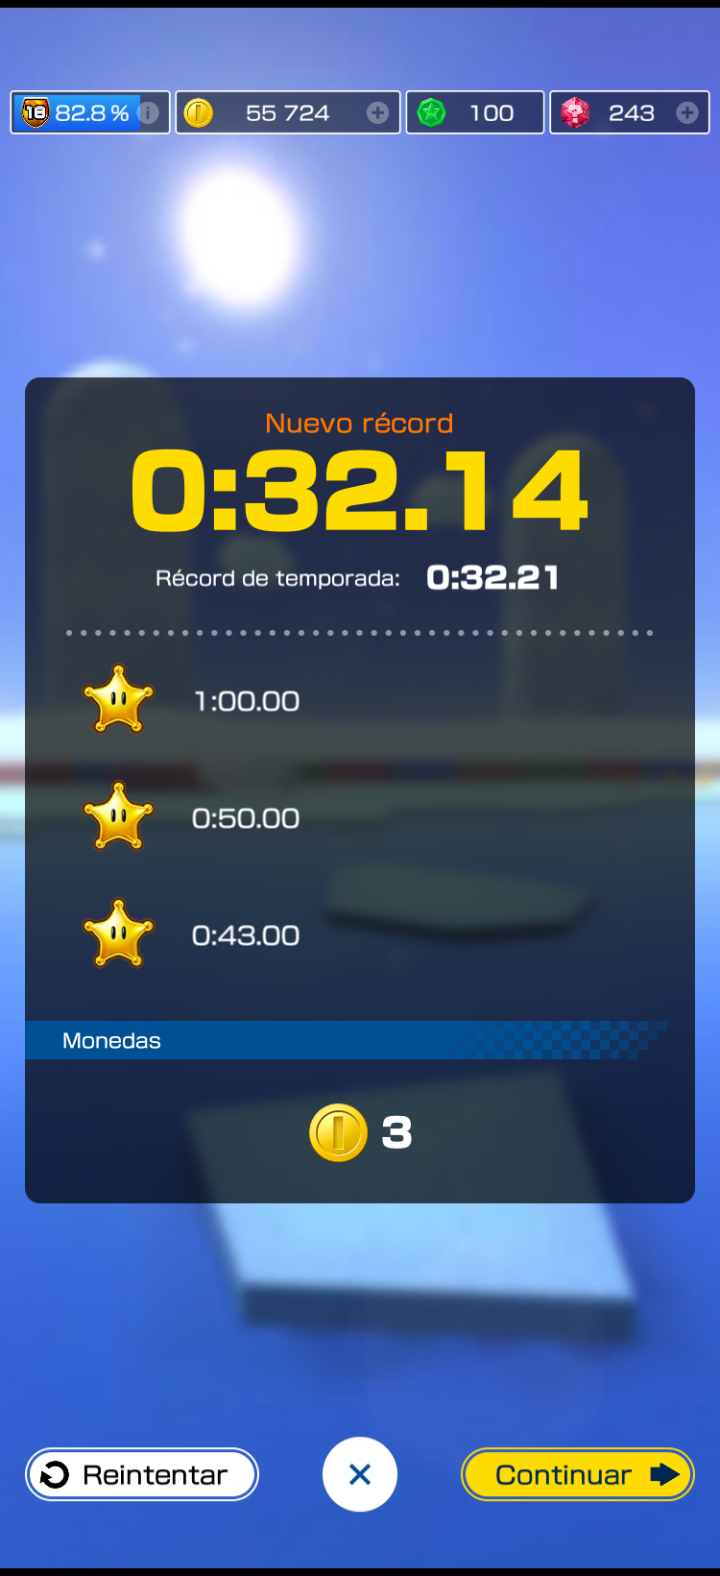 18 82.8 % i 55 724 + 100 243 +
Nuevo récord
0:32.14
Récord de temporada: 0:32.21
1:00.00
0:50.00
0:43.00
Monedas
3
Reintentar × Continuar